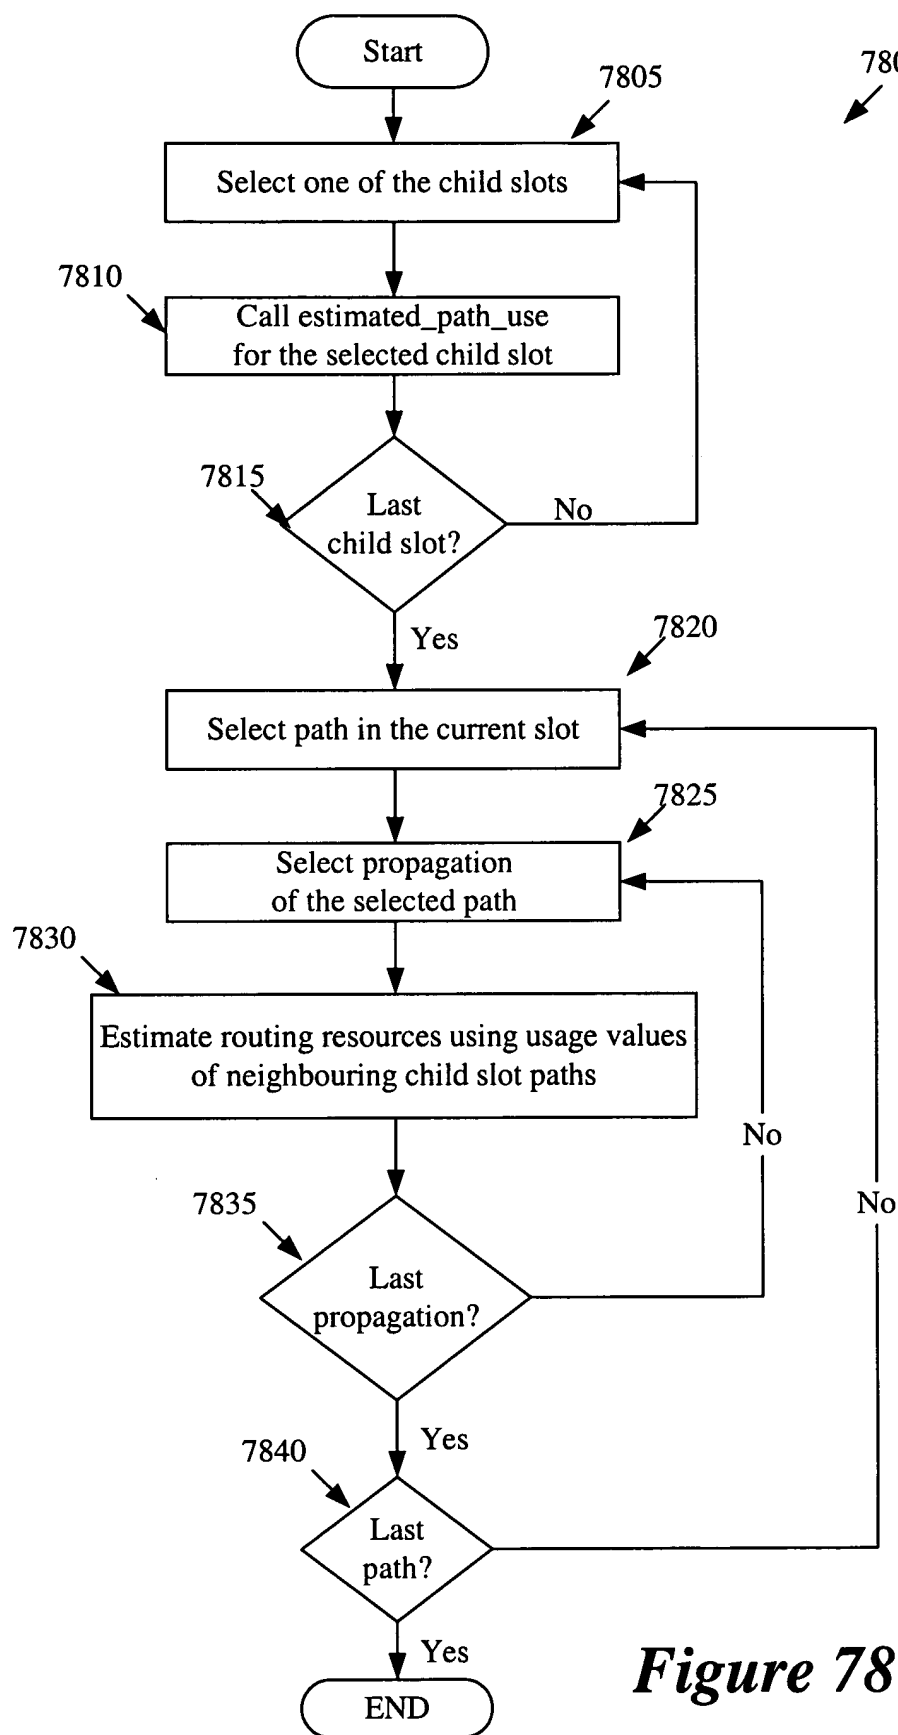 Start
7805
Select one of the child slots
7810
Call estimated_path_use
for the selected child slot
7815
Last
child slot?
No
Yes
7820
Select path in the current slot
7825
Select propagation
of the selected path
7830
Estimate routing resources using usage values
of neighbouring child slot paths
No
7835
No
Last
propagation?
Yes
7840
Last
path?
Yes
Figure 78
END